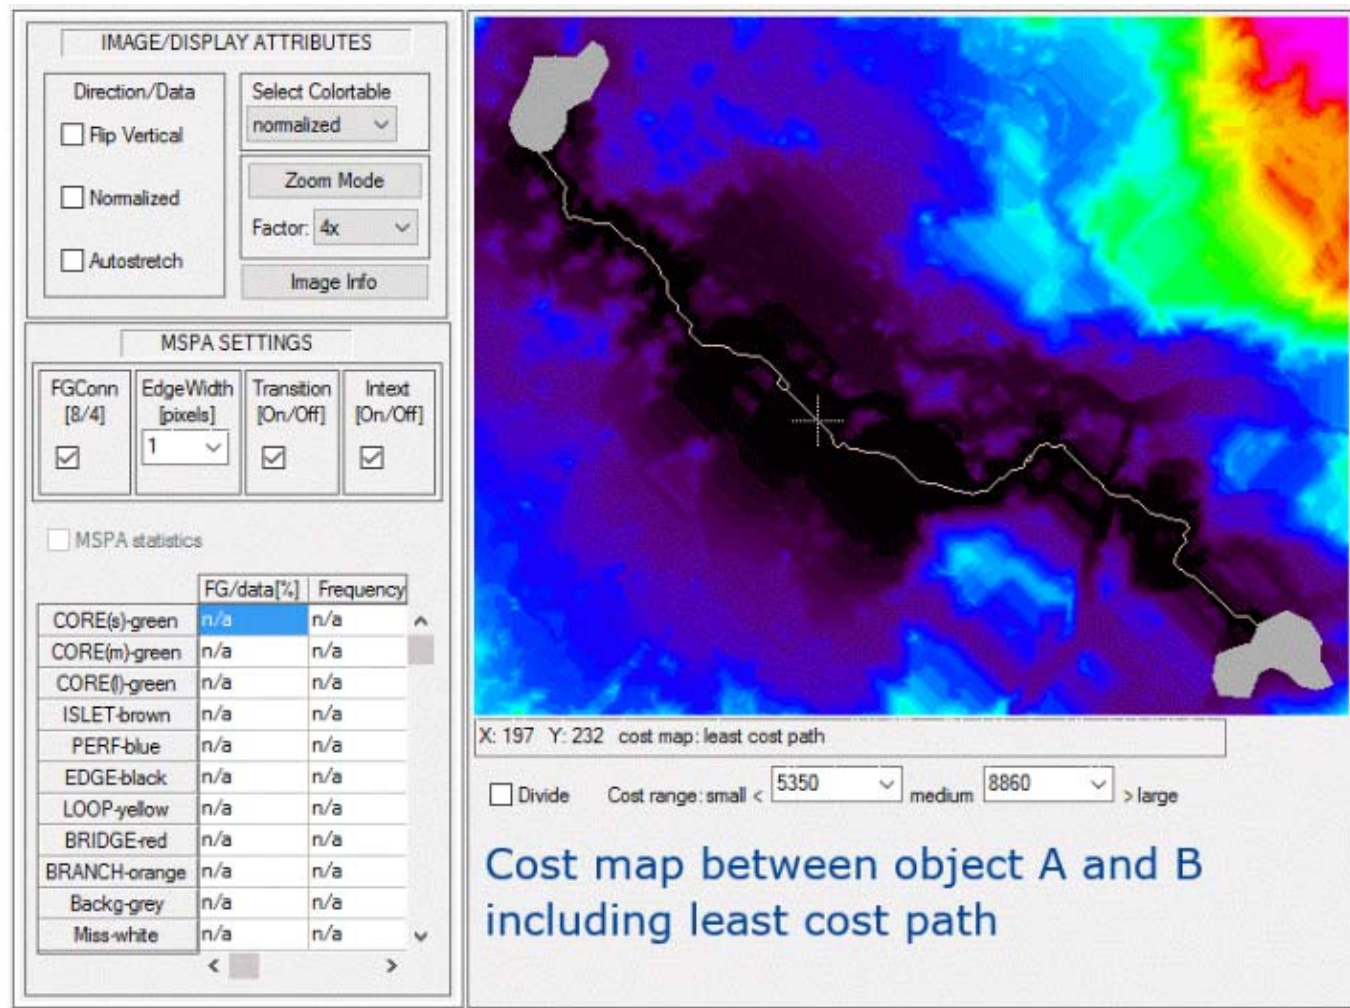 IMAGE/DISPLAY ATTRIBUTES
Direction/Data
Flip Vertical
Normalized
Autostretch
Select Colortable
normalized
Zoom Mode
Factor: 4x
Image Info
MSPA SETTINGS
FGConn
[8/4]
EdgeWidth
[pixels]
1
Transition
[On/Off]
Intext
[On/Off]
MSPA statistics
FG/data[%] Frequency
CORE(s)-green n/a n/a
CORE(m)-green n/a n/a
CORE(l)-green n/a n/a
ISLET-brown n/a n/a
PERF-blue n/a n/a
EDGE-black n/a n/a
LOOP-yellow n/a n/a
BRIDGE-red n/a n/a
BRANCH-orange n/a n/a
Backg-grey n/a n/a
Miss-white n/a n/a
X: 197 Y: 232 cost map: least cost path
Divide Cost range: small < 5350 medium 8860 > large
Cost map between object A and B
including least cost path